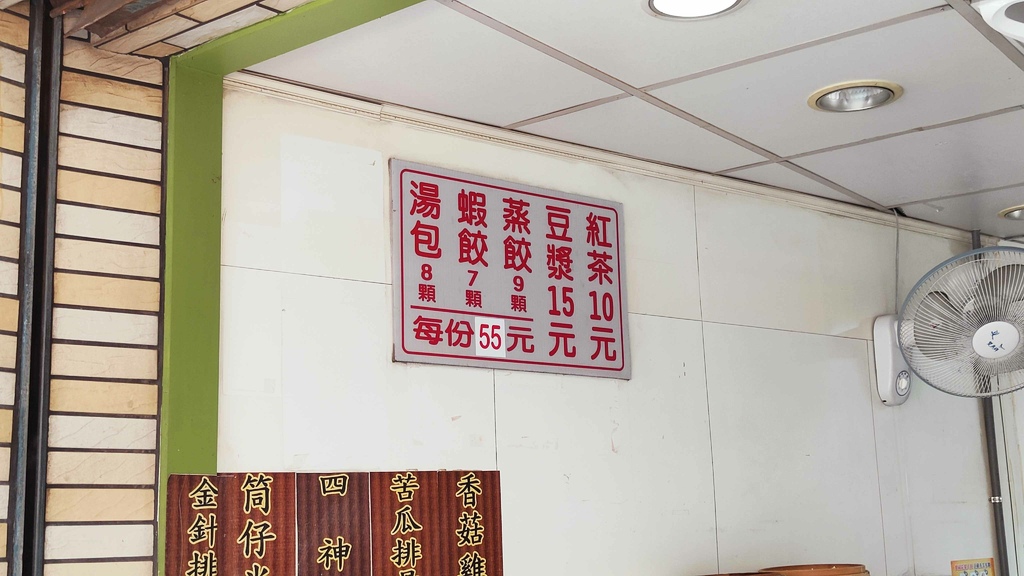 紅茶10元
豆漿15元
蒸餃9顆
蝦餃7顆
湯包8顆
每份55元
香菇雞
苦瓜排
四神
筒仔
金針排